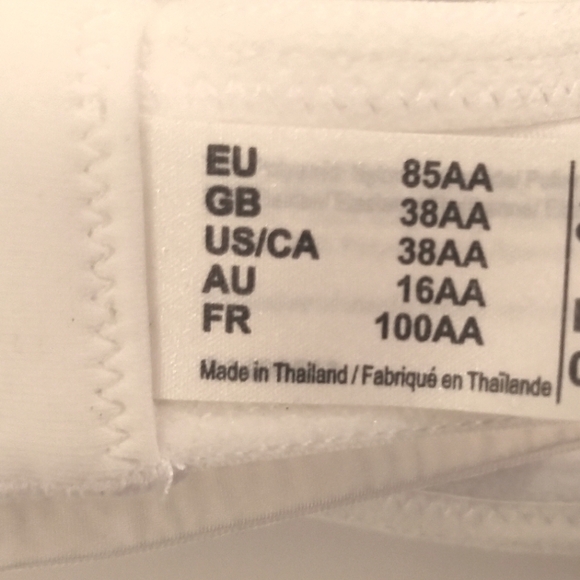 EU 85AA
GB 38AA
US/CA 38AA
AU 16AA
FR 100AA
Made in Thailand / Fabriqué en Thaïlande